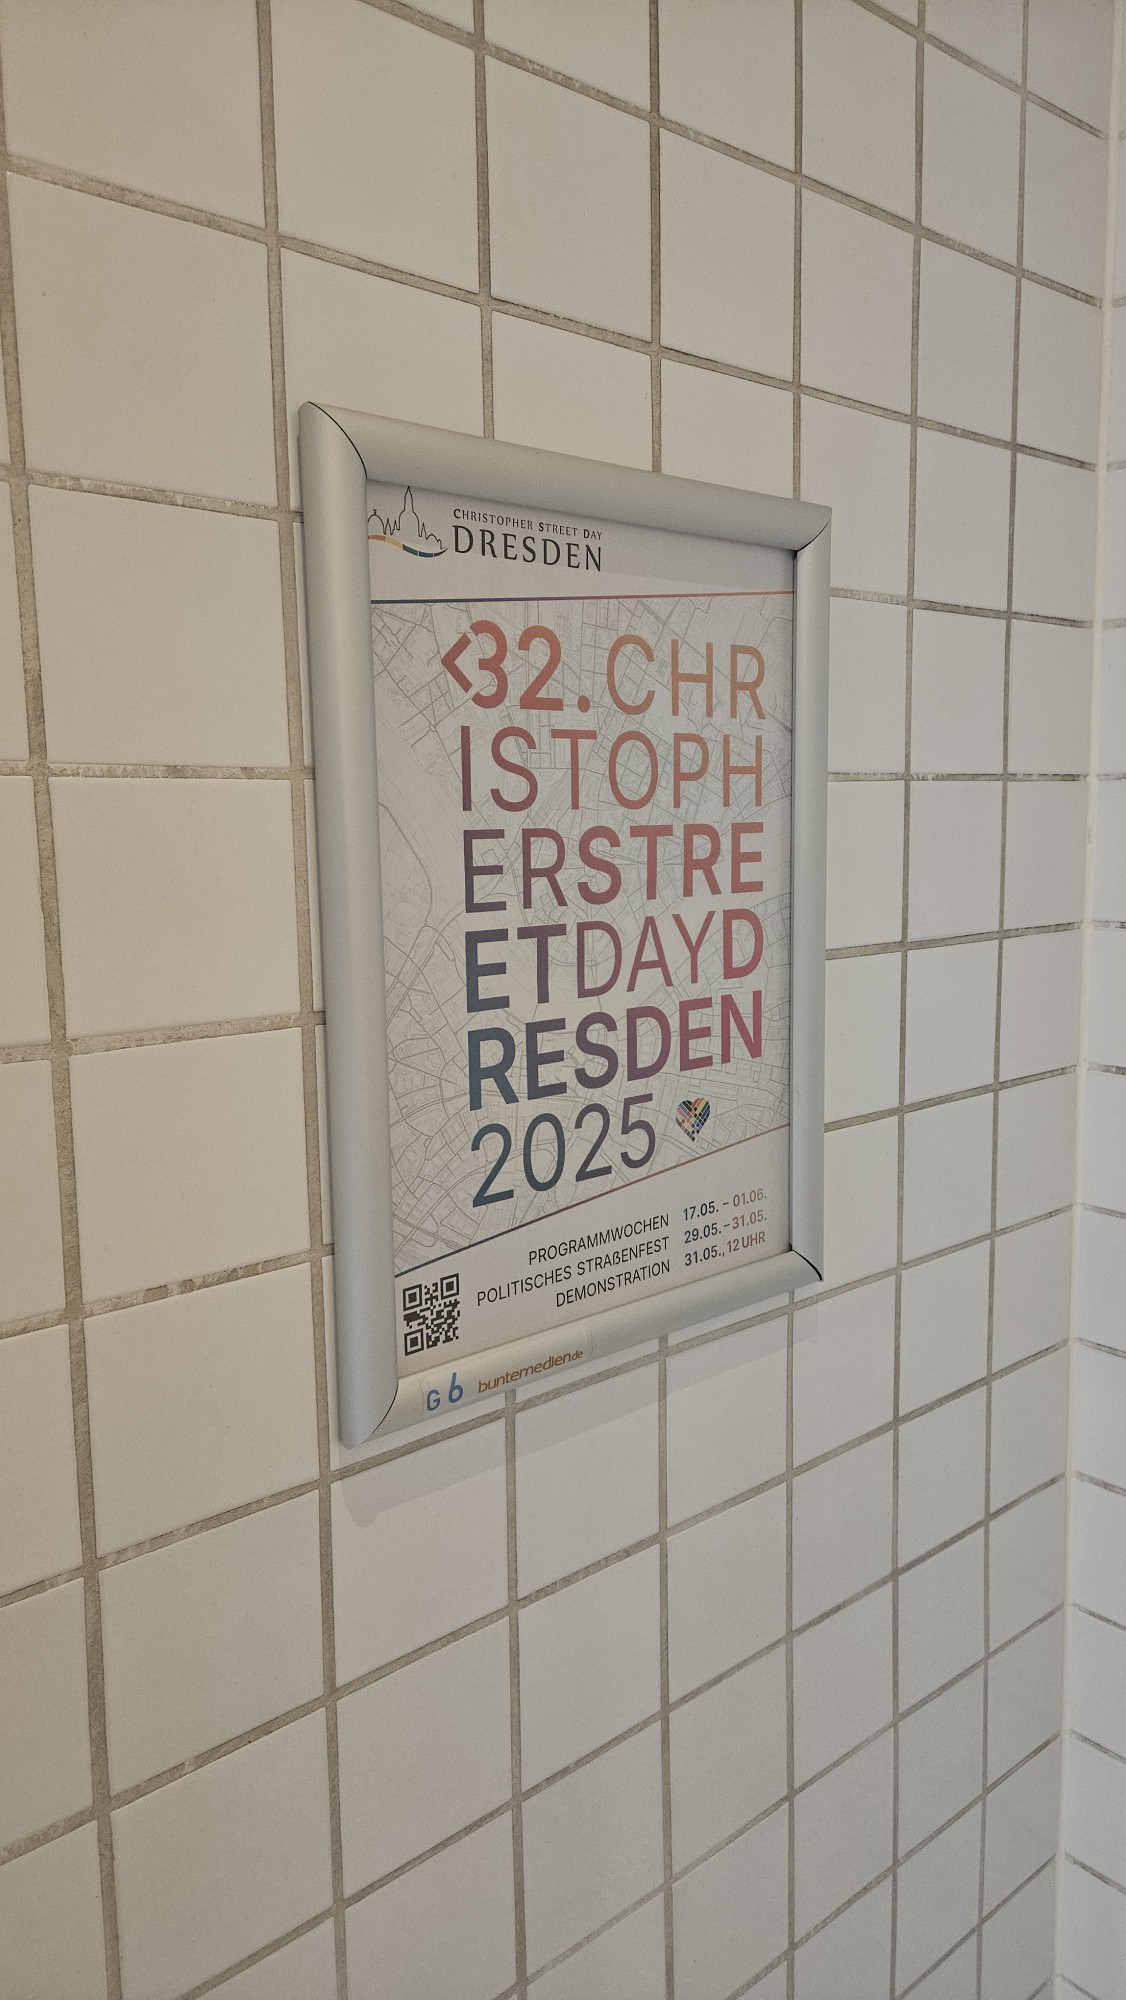 CHRISTOPHER STREET DAY
DRESDEN
<32. CHR
ISTOPH
ERSTRE
ETDAYD
RESDEN
2025
PROGRAMMWOCHEN 17.05. – 01.06.
POLITISCHES STRAßENFEST 29.05. – 31.05.
DEMONSTRATION 31.05., 12 UHR
G 6 buntemedien.de